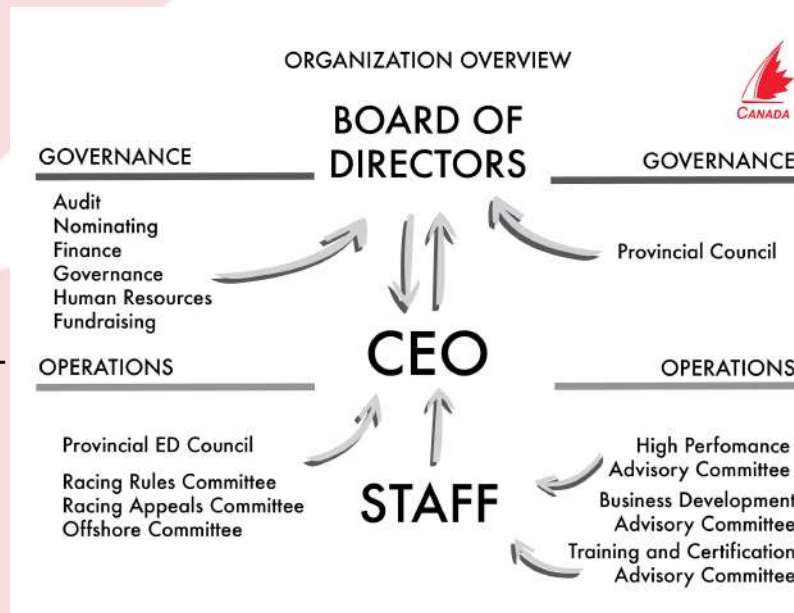 ORGANIZATION OVERVIEW
CANADA
BOARD OF
DIRECTORS
GOVERNANCE
Audit
Nominating
Finance
Governance
Human Resources
Fundraising
GOVERNANCE
Provincial Council
CEO
OPERATIONS
Provincial ED Council
Racing Rules Committee
Racing Appeals Committee
Offshore Committee
STAFF
OPERATIONS
High Perfomance
Advisory Committee
Business Development
Advisory Committee
Training and Certification
Advisory Committee